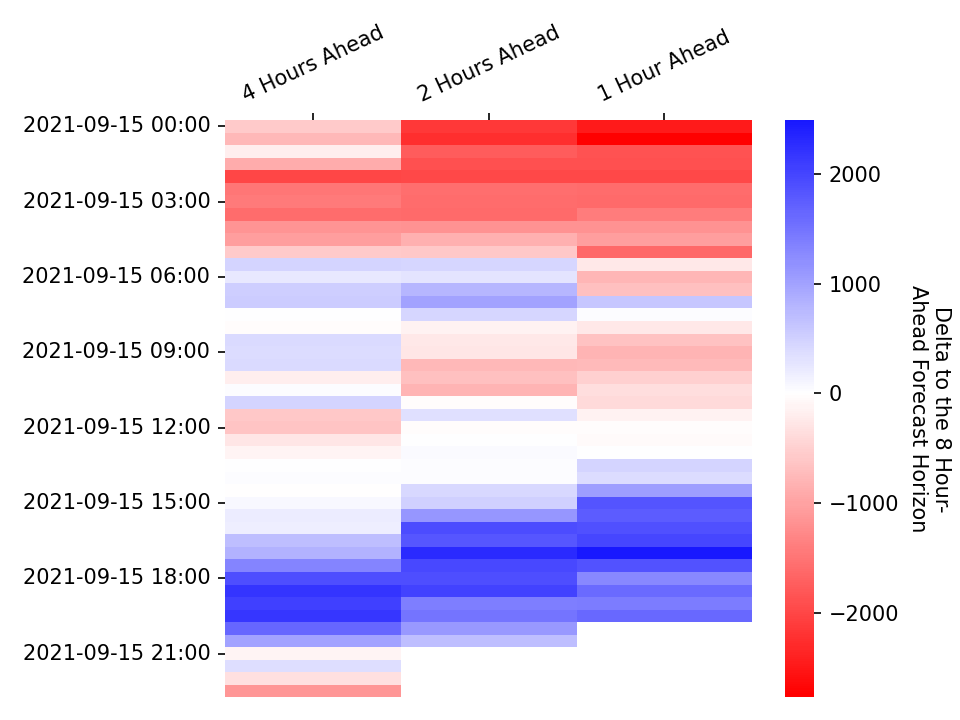 4 Hours Ahead
2 Hours Ahead
1 Hour Ahead
2021-09-15 00:00
2021-09-15 03:00
2021-09-15 06:00
2021-09-15 09:00
2021-09-15 12:00
2021-09-15 15:00
2021-09-15 18:00
2021-09-15 21:00
2000
1000
0
−1000
−2000
Delta to the 8 Hour-
Ahead Forecast Horizon